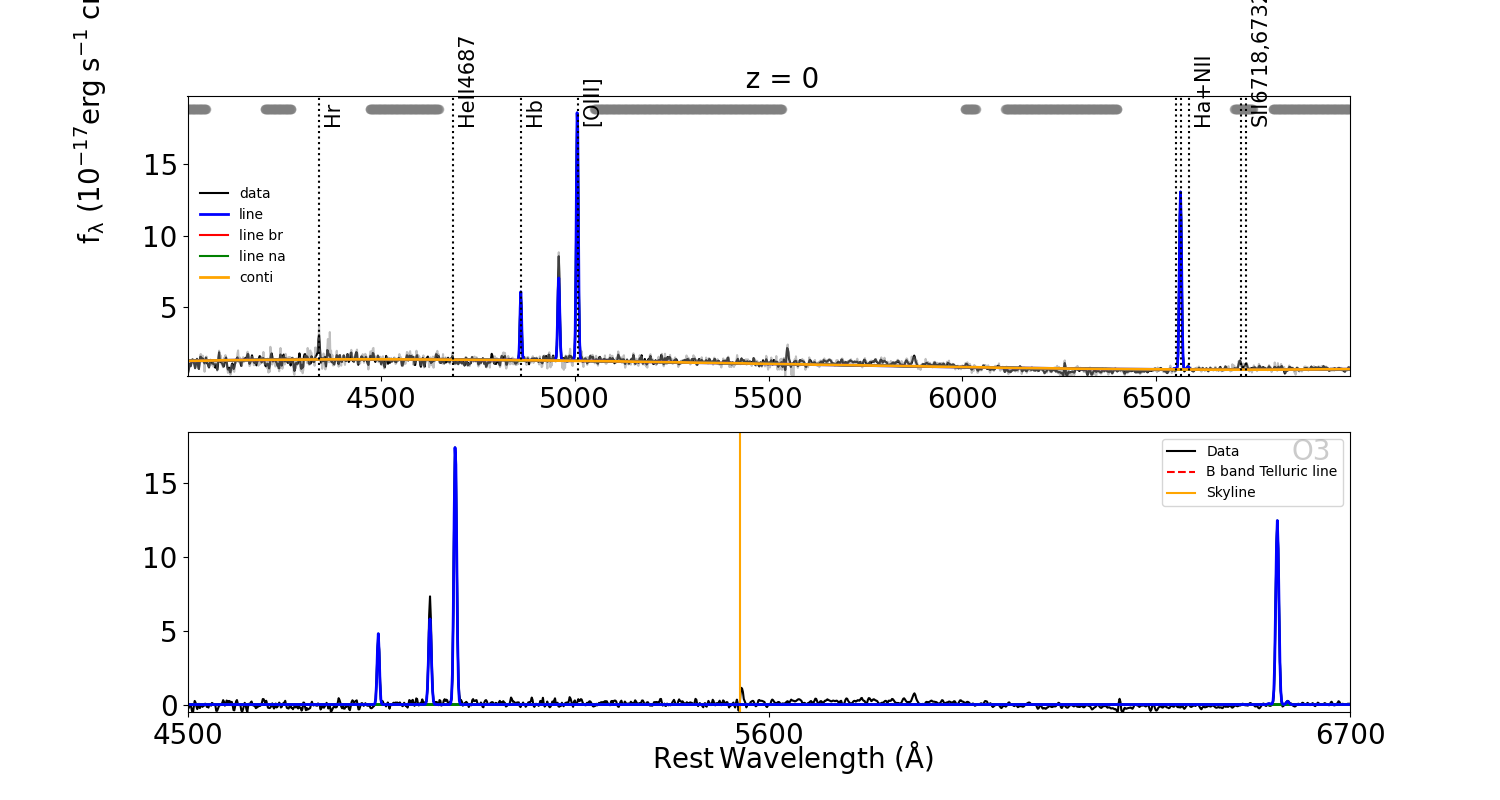 z = 0
f_λ (10^−17 erg s^−1
Hr
HeII4687
Hb
[OIII]
Ha+NII
SII6718,6732
15
10
5
data
line
line br
line na
conti
4500 5000 5500 6000 6500
O3
Data
B band Telluric line
Skyline
15
10
5
0
4500 5600 6700
Rest Wavelength (Å)